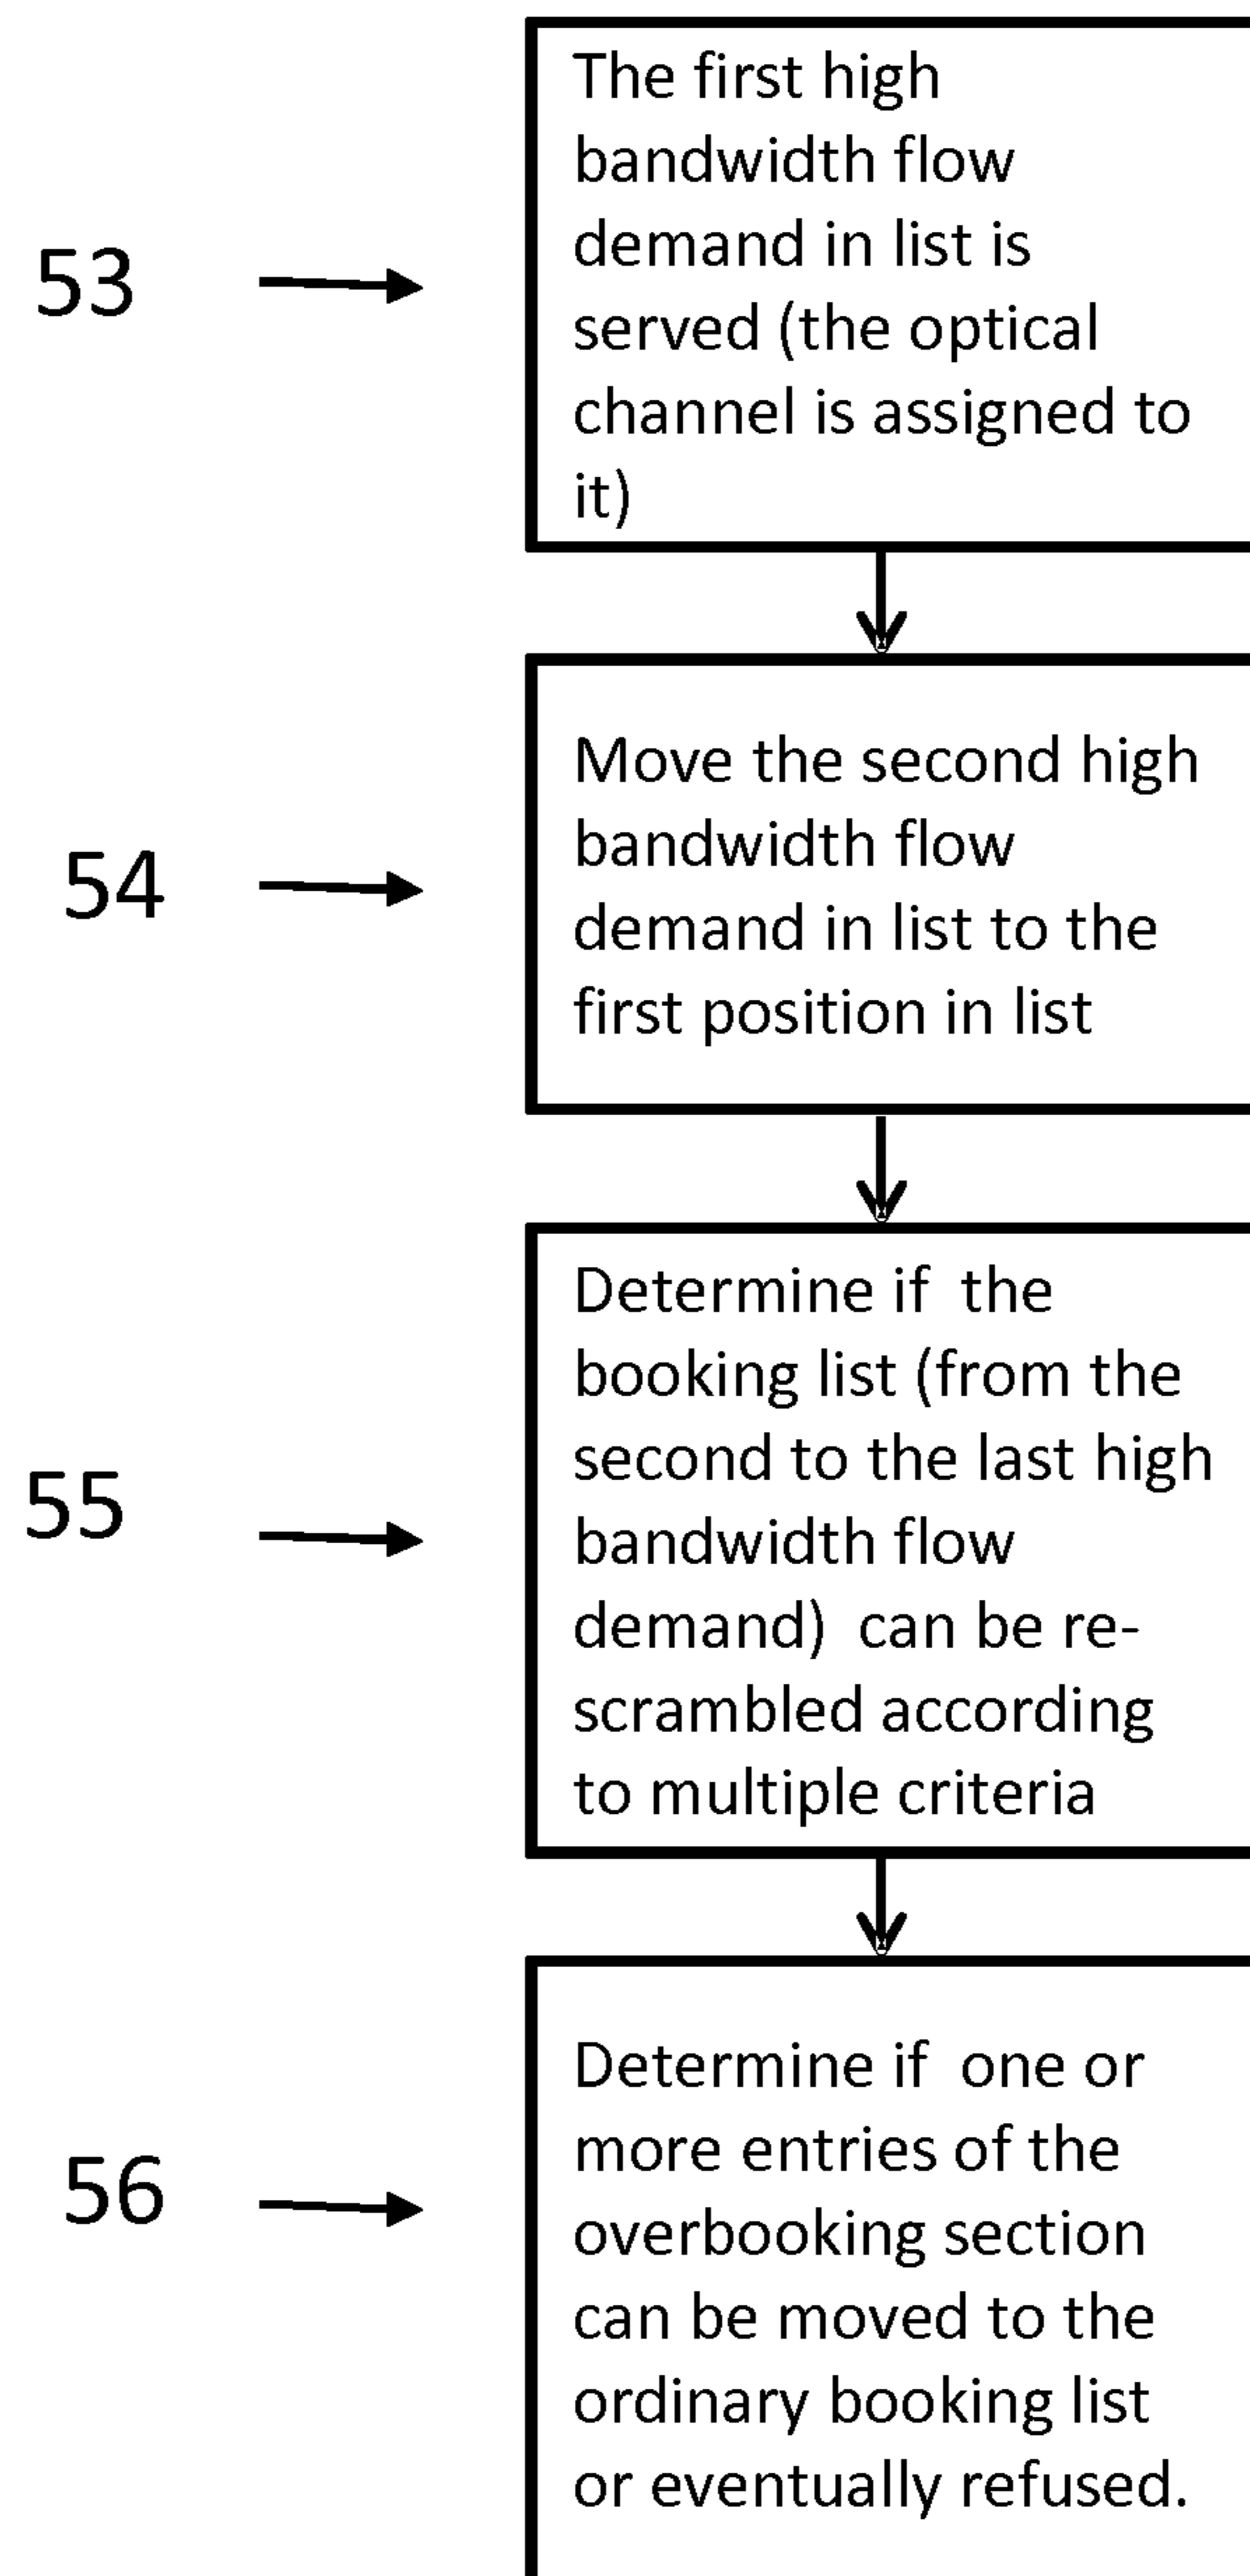 The first high
bandwidth flow
demand in list is
served (the optical
channel is assigned to
it)
53
Move the second high
bandwidth flow
demand in list to the
first position in list
54
Determine if the
booking list (from the
second to the last high
bandwidth flow
demand) can be re-
scrambled according
to multiple criteria
55
Determine if one or
more entries of the
overbooking section
can be moved to the
ordinary booking list
or eventually refused.
56